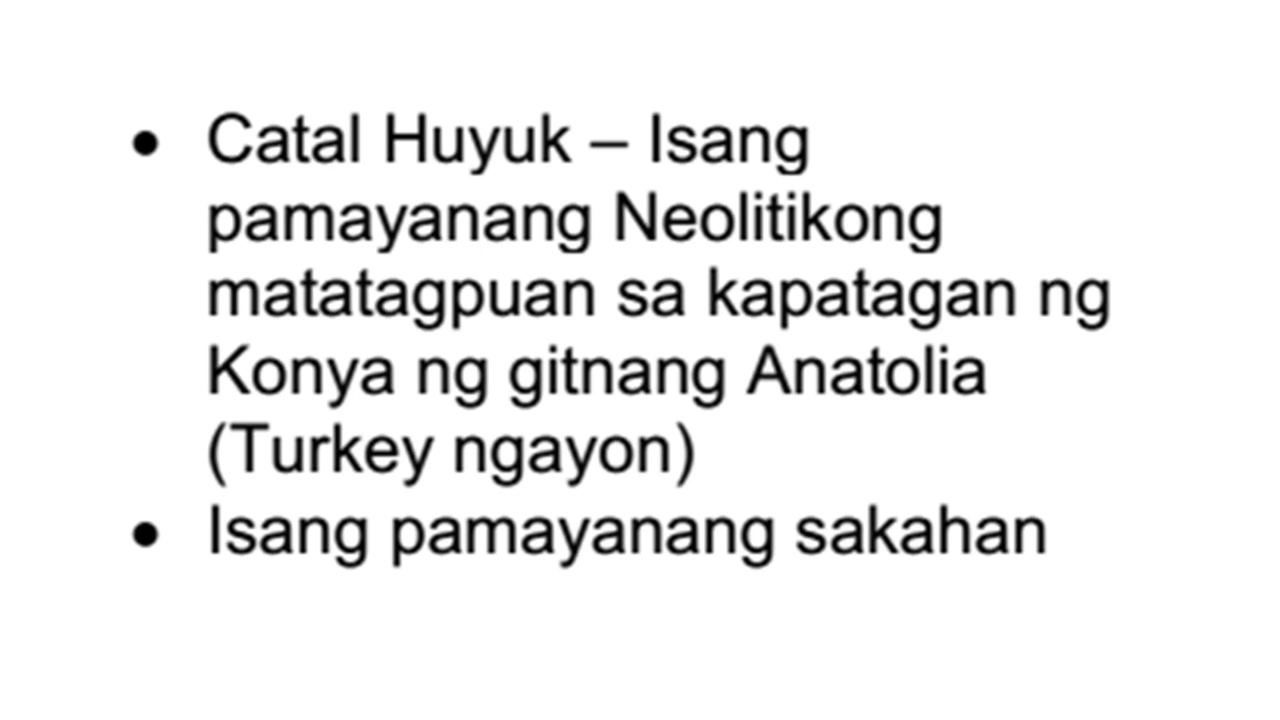 • Catal Huyuk – Isang
pamayanang Neolitikong
matatagpuan sa kapatagan ng
Konya ng gitnang Anatolia
(Turkey ngayon)
• Isang pamayanang sakahan